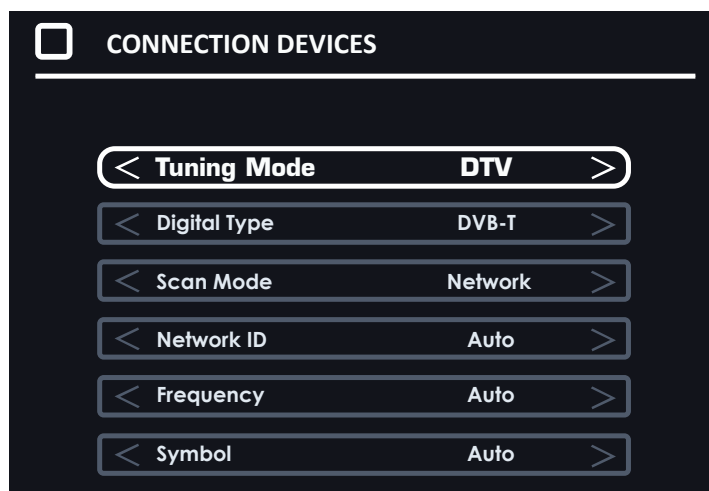 CONNECTION DEVICES
< Tuning Mode DTV >
< Digital Type DVB-T >
< Scan Mode Network >
< Network ID Auto >
< Frequency Auto >
< Symbol Auto >